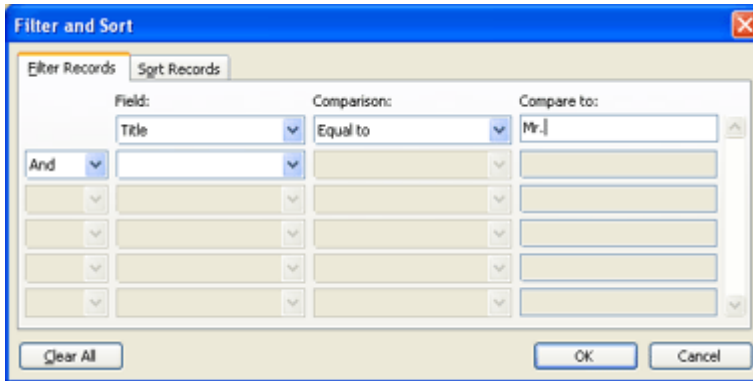 Filter and Sort
Filter Records Sort Records
Field: Comparison: Compare to:
Title Equal to Mr.
And
Clear All OK Cancel